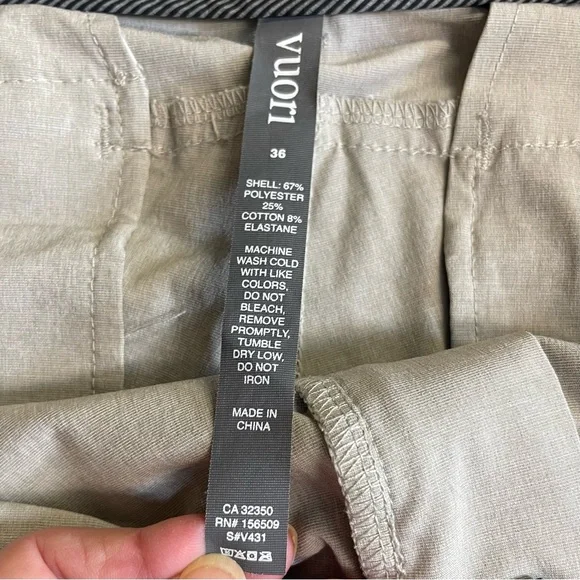 vuori
36
SHELL: 67%
POLYESTER
25%
COTTON 8%
ELASTANE
MACHINE
WASH COLD
WITH LIKE
COLORS,
DO NOT
BLEACH,
REMOVE
PROMPTLY,
TUMBLE
DRY LOW,
DO NOT
IRON
MADE IN
CHINA
CA 32350
RN# 156509
S#V431